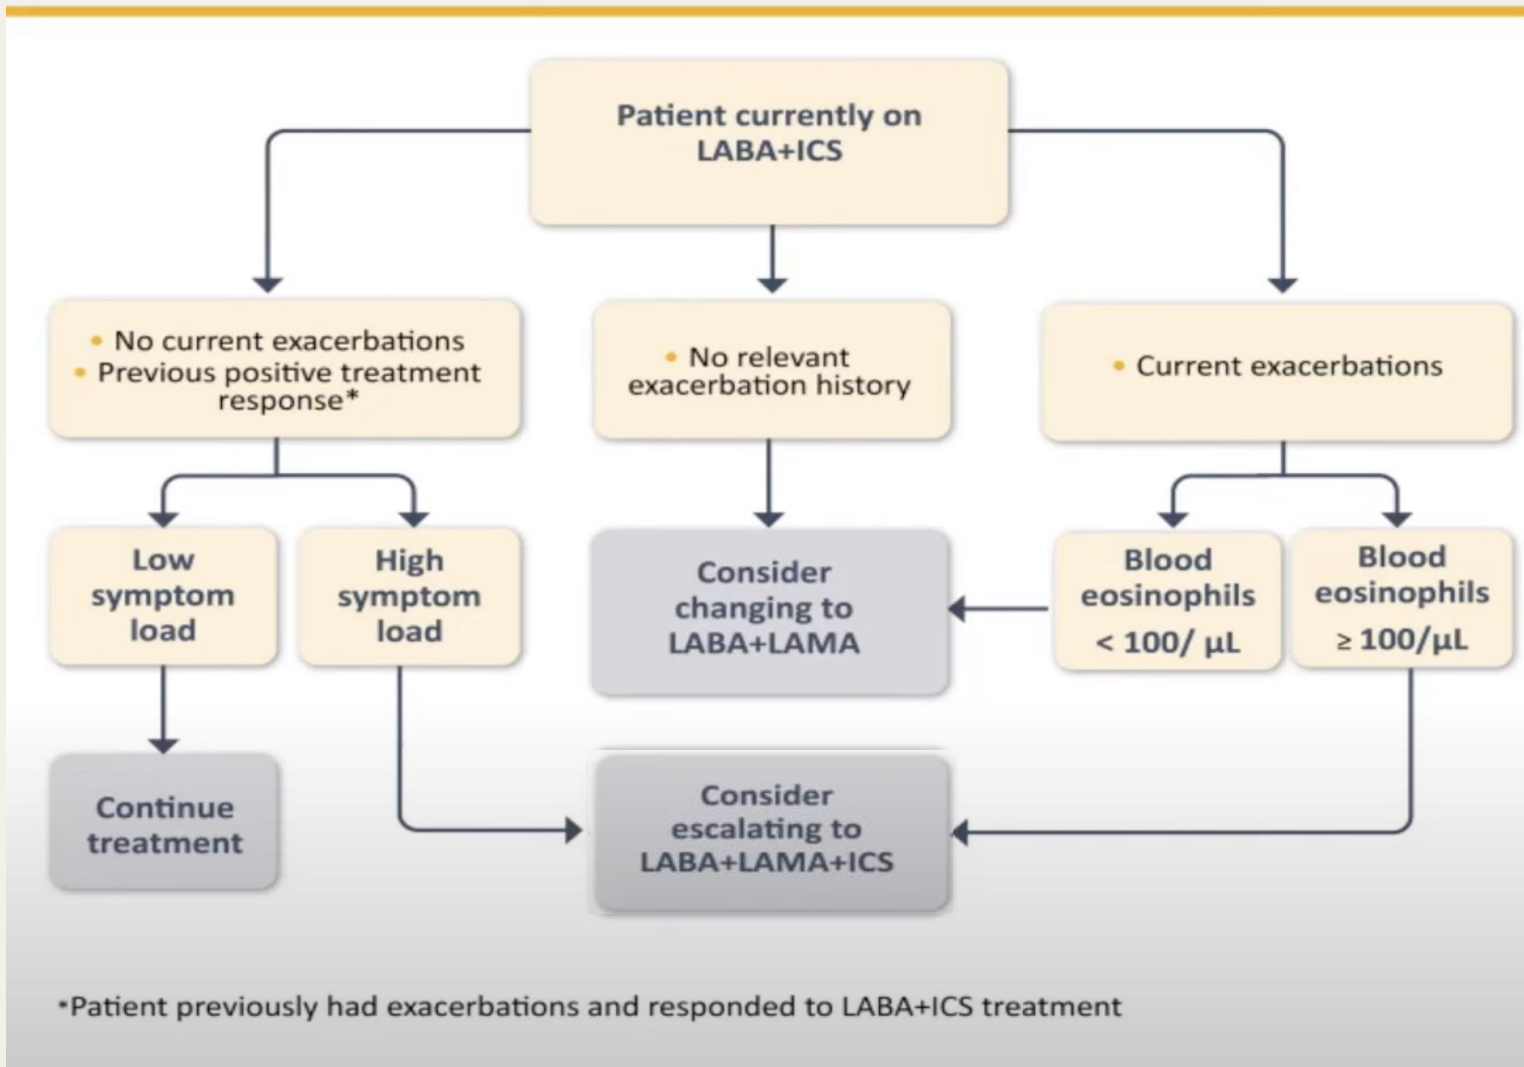 Patient currently on
LABA+ICS
• No current exacerbations
• Previous positive treatment
response*
• No relevant
exacerbation history
• Current exacerbations
Low
symptom
load
High
symptom
load
Consider
changing to
LABA+LAMA
Blood
eosinophils
< 100/ µL
Blood
eosinophils
≥ 100/µL
Continue
treatment
Consider
escalating to
LABA+LAMA+ICS
*Patient previously had exacerbations and responded to LABA+ICS treatment